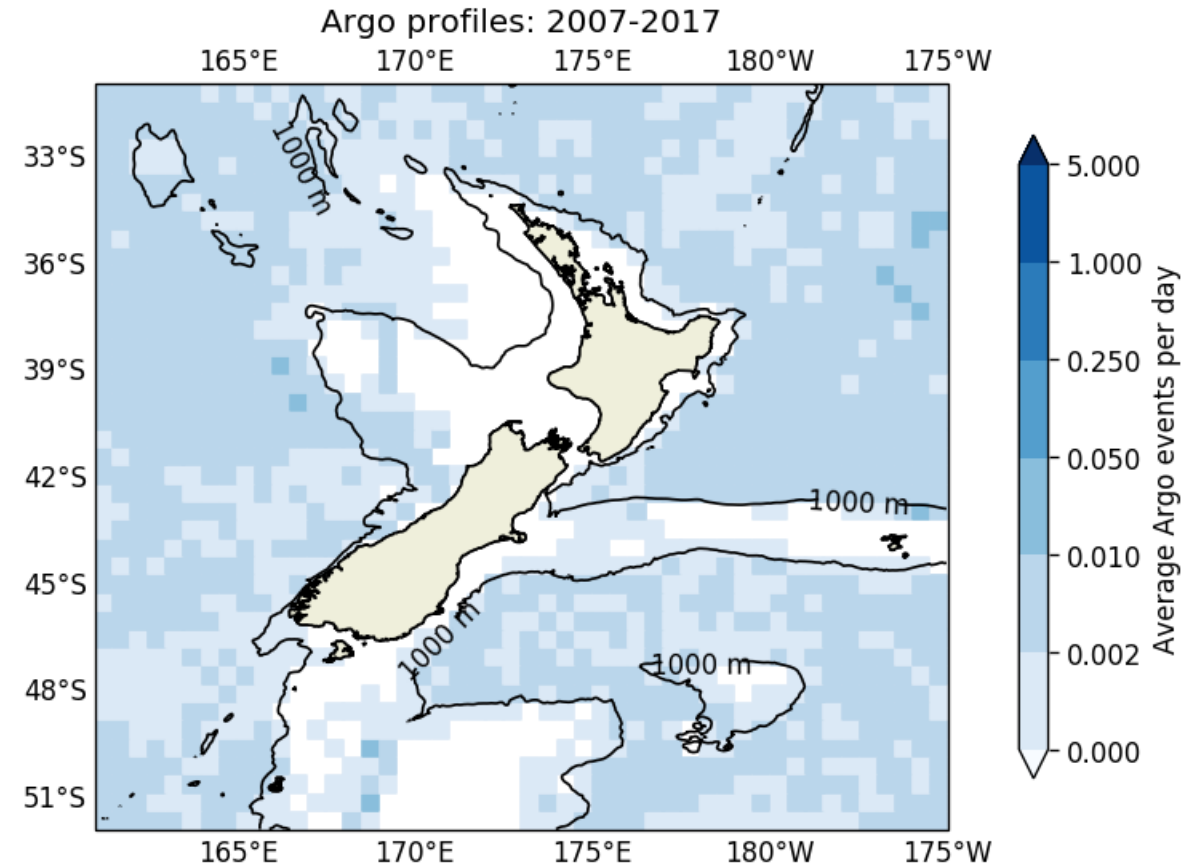 Argo profiles: 2007-2017
165°E 170°E 175°E 180°W 175°W
33°S
36°S
39°S
42°S
45°S
48°S
51°S
1000 m
1000 m
1000 m
1000 m
165°E 170°E 175°E 180°W 175°W
5.000
1.000
0.250
0.050
0.010
0.002
0.000
Average Argo events per day